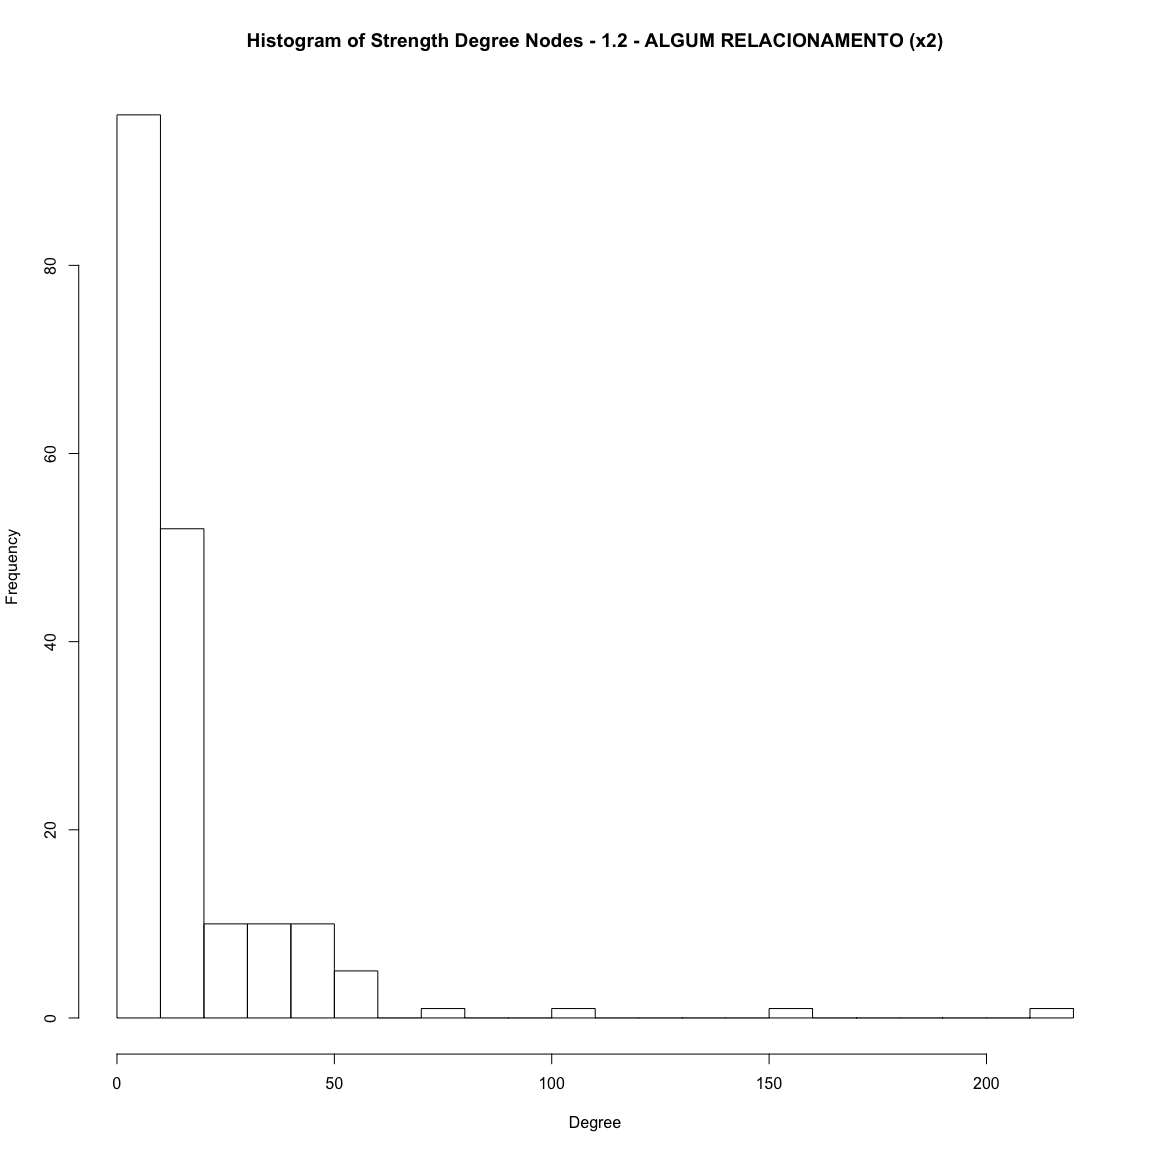 Histogram of Strength Degree Nodes - 1.2 - ALGUM RELACIONAMENTO (x2)
Frequency
80
60
40
20
0
0 50 100 150 200
Degree